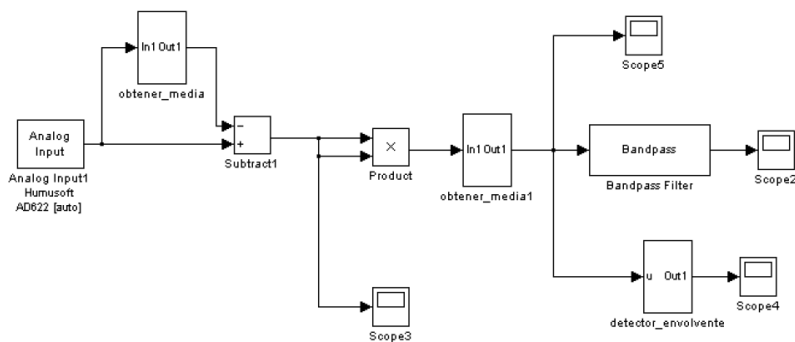 In1 Out1
obtener_media
Analog
Input
Analog Input1
Humusoft
AD622 [auto]
−
+
Subtract1
×
Product
Scope3
In1 Out1
obtener_media1
Scope5
Bandpass
Bandpass Filter
Scope2
u Out1
detector_envolvente
Scope4